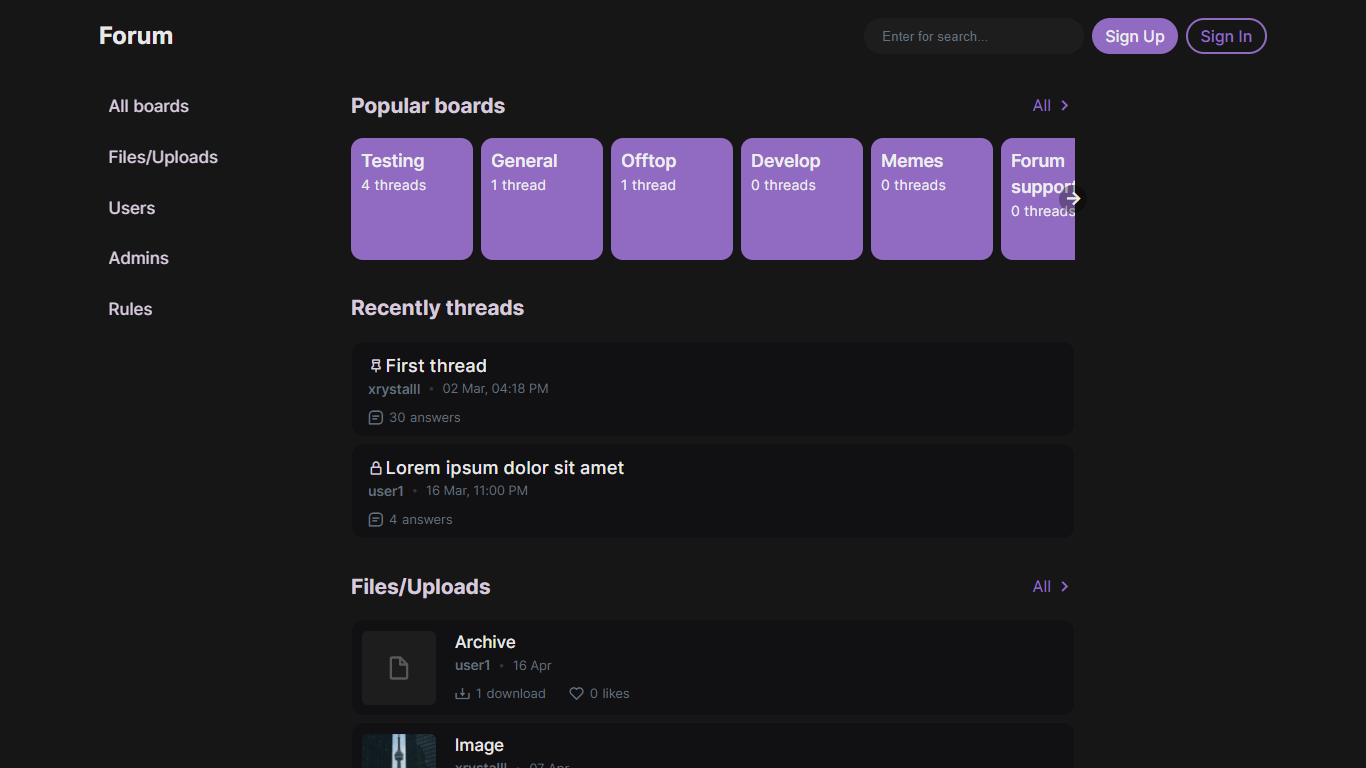 Forum
Enter for search...
Sign Up
Sign In
All boards
Files/Uploads
Users
Admins
Rules
Popular boards
All
Testing
4 threads
General
1 thread
Offtop
1 thread
Develop
0 threads
Memes
0 threads
Forum
support
0 threads
Recently threads
First thread
xrystalll • 02 Mar, 04:18 PM
30 answers
Lorem ipsum dolor sit amet
user1 • 16 Mar, 11:00 PM
4 answers
Files/Uploads
All
Archive
user1 • 16 Apr
1 download 0 likes
Image
xrystalll • 07 Apr